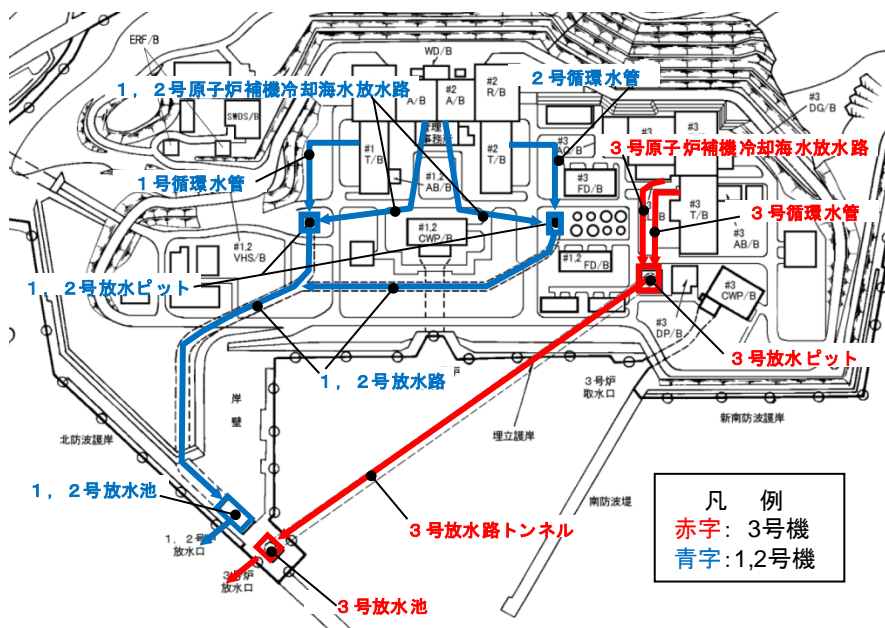 ERF/B
WD/B
#2
R/B
#2
A/B
A/B
２号循環水管
１，２号原子炉補機冷却海水放水路
SWDS/B
#3
DG/B
#1
T/B
#2
T/B
#3
３号原子炉補機冷却海水放水路
１号循環水管
#1,2
AB/B
#3
FD/B
#3
T/B
３号循環水管
#1,2
CWP/B
#1,2
VHS/B
#3
AB/B
#1,2
FD/B
１，２号放水ピット
#3
CWP/B
#3
DP/B
３号放水ピット
１，２号放水路
３号炉
取水口
岸
壁
埋立護岸
新南防波護岸
北防波護岸
南防波堤
１，２号放水池
３号放水路トンネル
１，２号炉
放水口
３号炉
放水口
３号放水池
凡　例
赤字： 3号機
青字：1,2号機